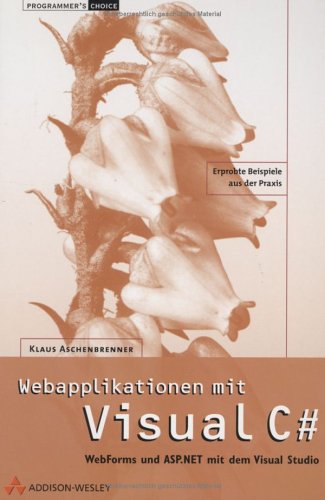 PROGRAMMER'S CHOICE
Erprobte Beispiele
aus der Praxis
KLAUS ASCHENBRENNER
Webapplikationen mit
Visual C#
WebForms und ASP.NET mit dem Visual Studio
ADDISON-WESLEY